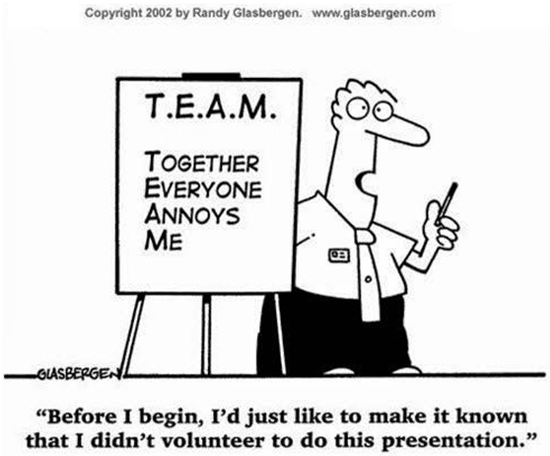 Copyright 2002 by Randy Glasbergen. www.glasbergen.com
T.E.A.M.
TOGETHER
EVERYONE
ANNOYS
ME
GLASBERGEN
“Before I begin, I’d just like to make it known
that I didn’t volunteer to do this presentation.”